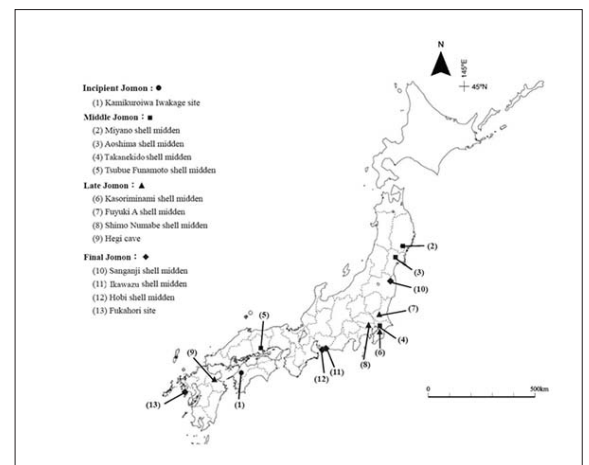 Incipient Jomon : ●
(1) Kamikuroiwa Iwakage site
Middle Jomon : ■
(2) Miyano shell midden
(3) Aoshima shell midden
(4) Takanekido shell midden
(5) Tsubue Funamoto shell midden
Late Jomon : ▲
(6) Kasoriminami shell midden
(7) Fuyuki A shell midden
(8) Shimo Numabe shell midden
(9) Hegi cave
Final Jomon : ◆
(10) Sanganji shell midden
(11) Ikawazu shell midden
(12) Hobi shell midden
(13) Fukahori site
N
145°E
45°N
(2)
(3)
(10)
(7)
(5)
(9)
(4)
(6)
(8)
(11)
(12)
(13)
(1)
0 500km